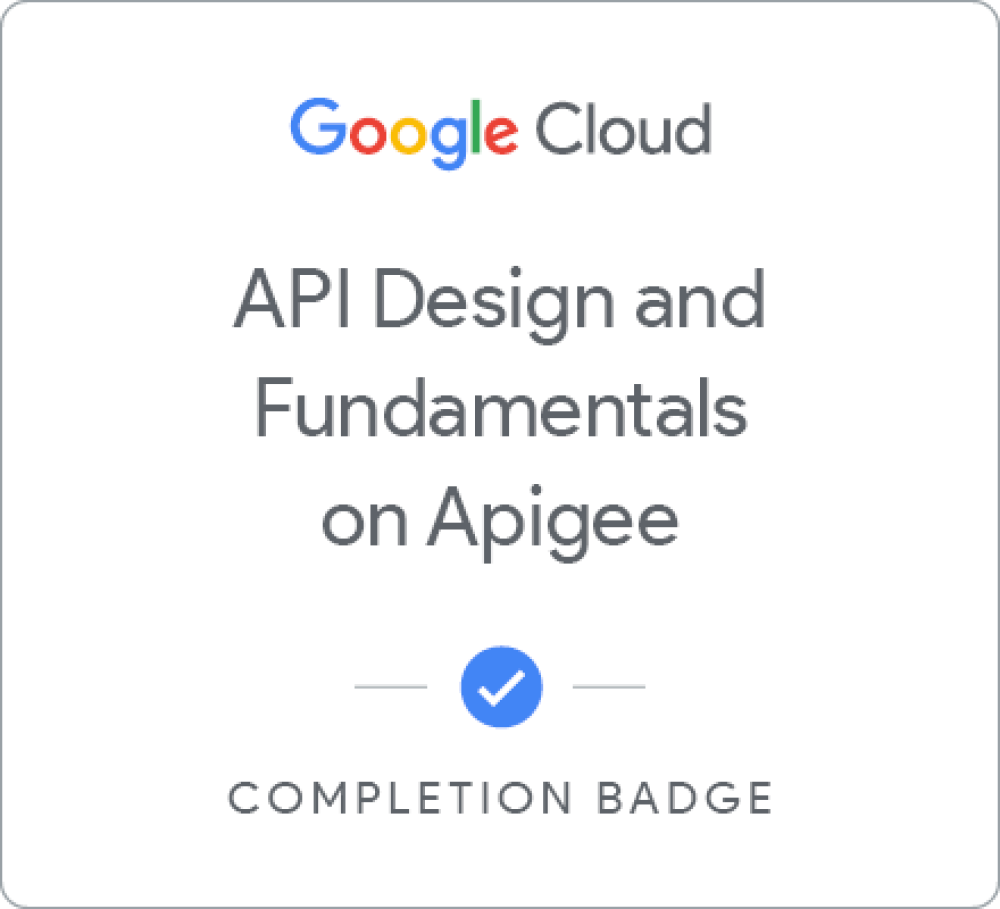 Google Cloud
API Design and
Fundamentals
on Apigee
COMPLETION BADGE